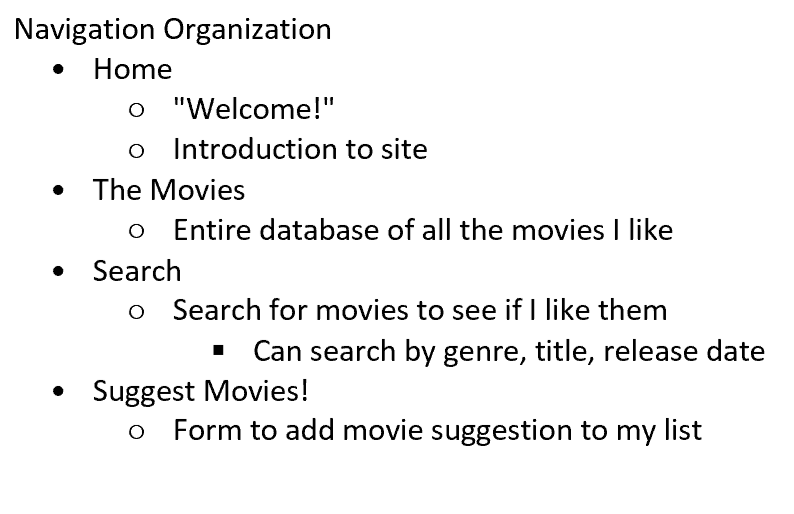 Navigation Organization
• Home
○ "Welcome!"
○ Introduction to site
• The Movies
○ Entire database of all the movies I like
• Search
○ Search for movies to see if I like them
▪ Can search by genre, title, release date
• Suggest Movies!
○ Form to add movie suggestion to my list